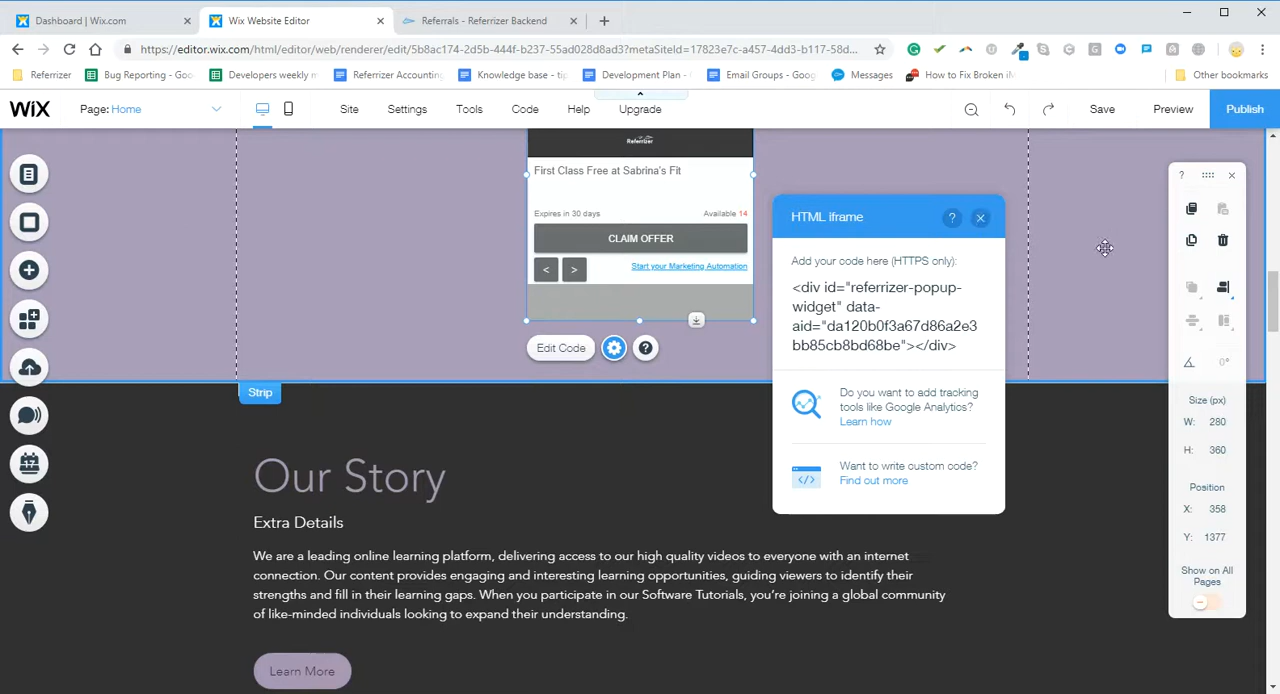 Dashboard | Wix.com
Wix Website Editor
Referrals - Referrizer Backend
https://editor.wix.com/html/editor/web/renderer/edit/5b8ac174-2d5b-444f-b237-55ad028d8ad3?metaSiteId=17823e7c-a457-4dd3-b117-58d...
Referrizer
Bug Reporting - Goo
Developers weekly m
Referrizer Accounting
Knowledge base - tip
Development Plan -
Email Groups - Goog
Messages
How to Fix Broken iM
Other bookmarks
WiX
Page: Home
Site
Settings
Tools
Code
Help
Upgrade
Save
Preview
Publish
Referrizer
First Class Free at Sabrina's Fit
Expires in 30 days
Available 14
CLAIM OFFER
< >
Start your Marketing Automation
Edit Code
?
HTML iframe
?
Add your code here (HTTPS only):
<div id="referrizer-popup-
widget" data-
aid="da120b0f3a67d86a2e3
bb85cb8bd68be"></div>
Do you want to add tracking
tools like Google Analytics?
Learn how
Want to write custom code?
Find out more
?
0°
Size (px)
W: 280
H: 360
Position
X: 358
Y: 1377
Show on All
Pages
Strip
Our Story
Extra Details
We are a leading online learning platform, delivering access to our high quality videos to everyone with an internet
connection. Our content provides engaging and interesting learning opportunities, guiding viewers to identify their
strengths and fill in their learning gaps. When you participate in our Software Tutorials, you're joining a global community
of like-minded individuals looking to expand their understanding.
Learn More